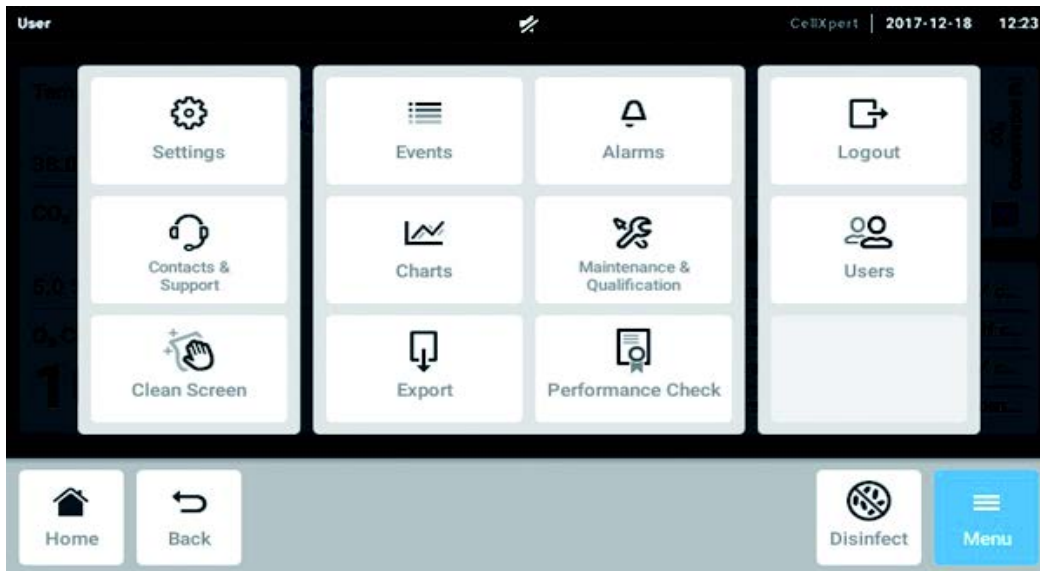 User
CellXpert | 2017-12-18 12:23
Settings
Events
Alarms
Logout
Contacts &
Support
Charts
Maintenance &
Qualification
Users
Clean Screen
Export
Performance Check
Home
Back
Disinfect
Menu